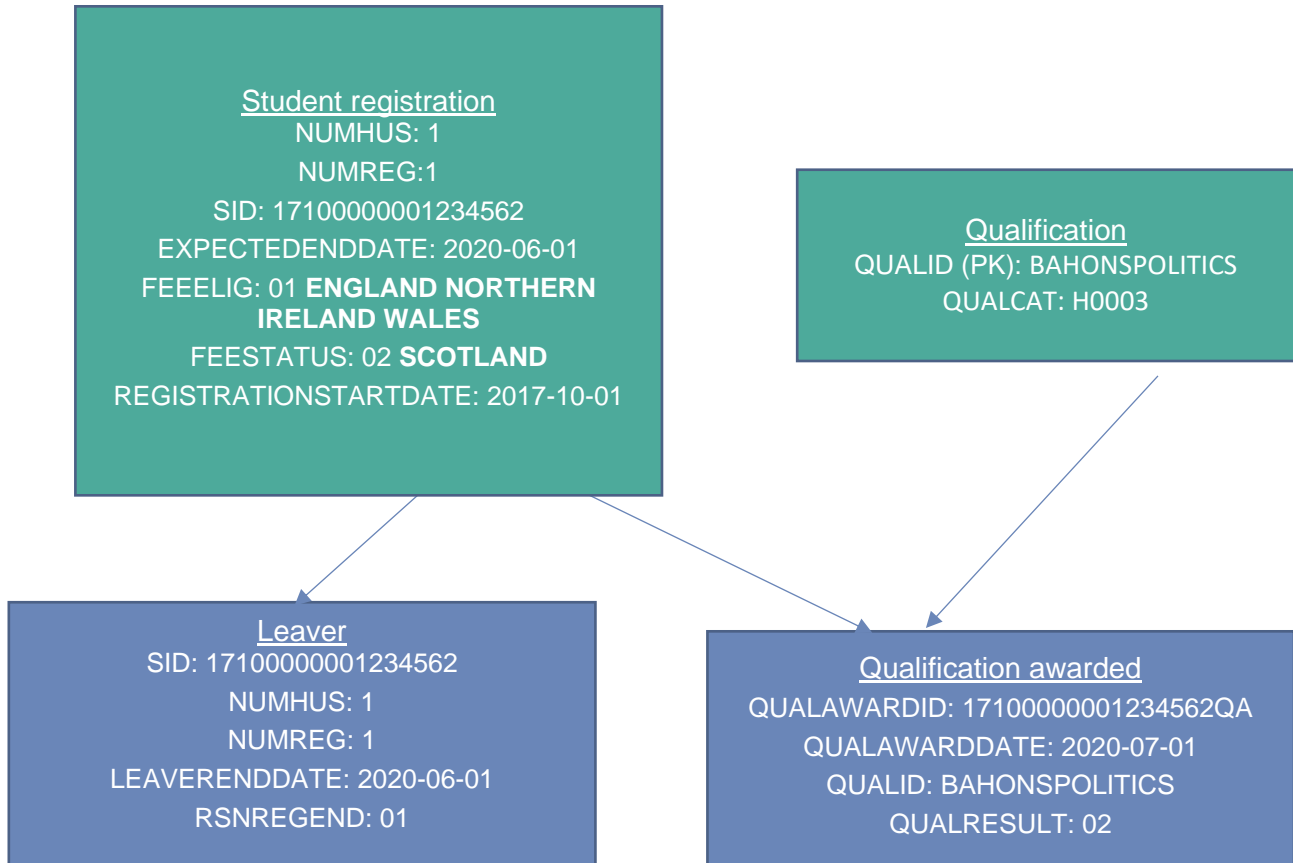 Student registration
NUMHUS: 1
NUMREG:1
SID: 17100000001234562
EXPECTEDENDDATE: 2020-06-01
FEEELIG: 01 ENGLAND NORTHERN
IRELAND WALES
FEESTATUS: 02 SCOTLAND
REGISTRATIONSTARTDATE: 2017-10-01
Qualification
QUALID (PK): BAHONSPOLITICS
QUALCAT: H0003
Leaver
SID: 17100000001234562
NUMHUS: 1
NUMREG: 1
LEAVERENDDATE: 2020-06-01
RSNREGEND: 01
Qualification awarded
QUALAWARDID: 17100000001234562QA
QUALAWARDDATE: 2020-07-01
QUALID: BAHONSPOLITICS
QUALRESULT: 02